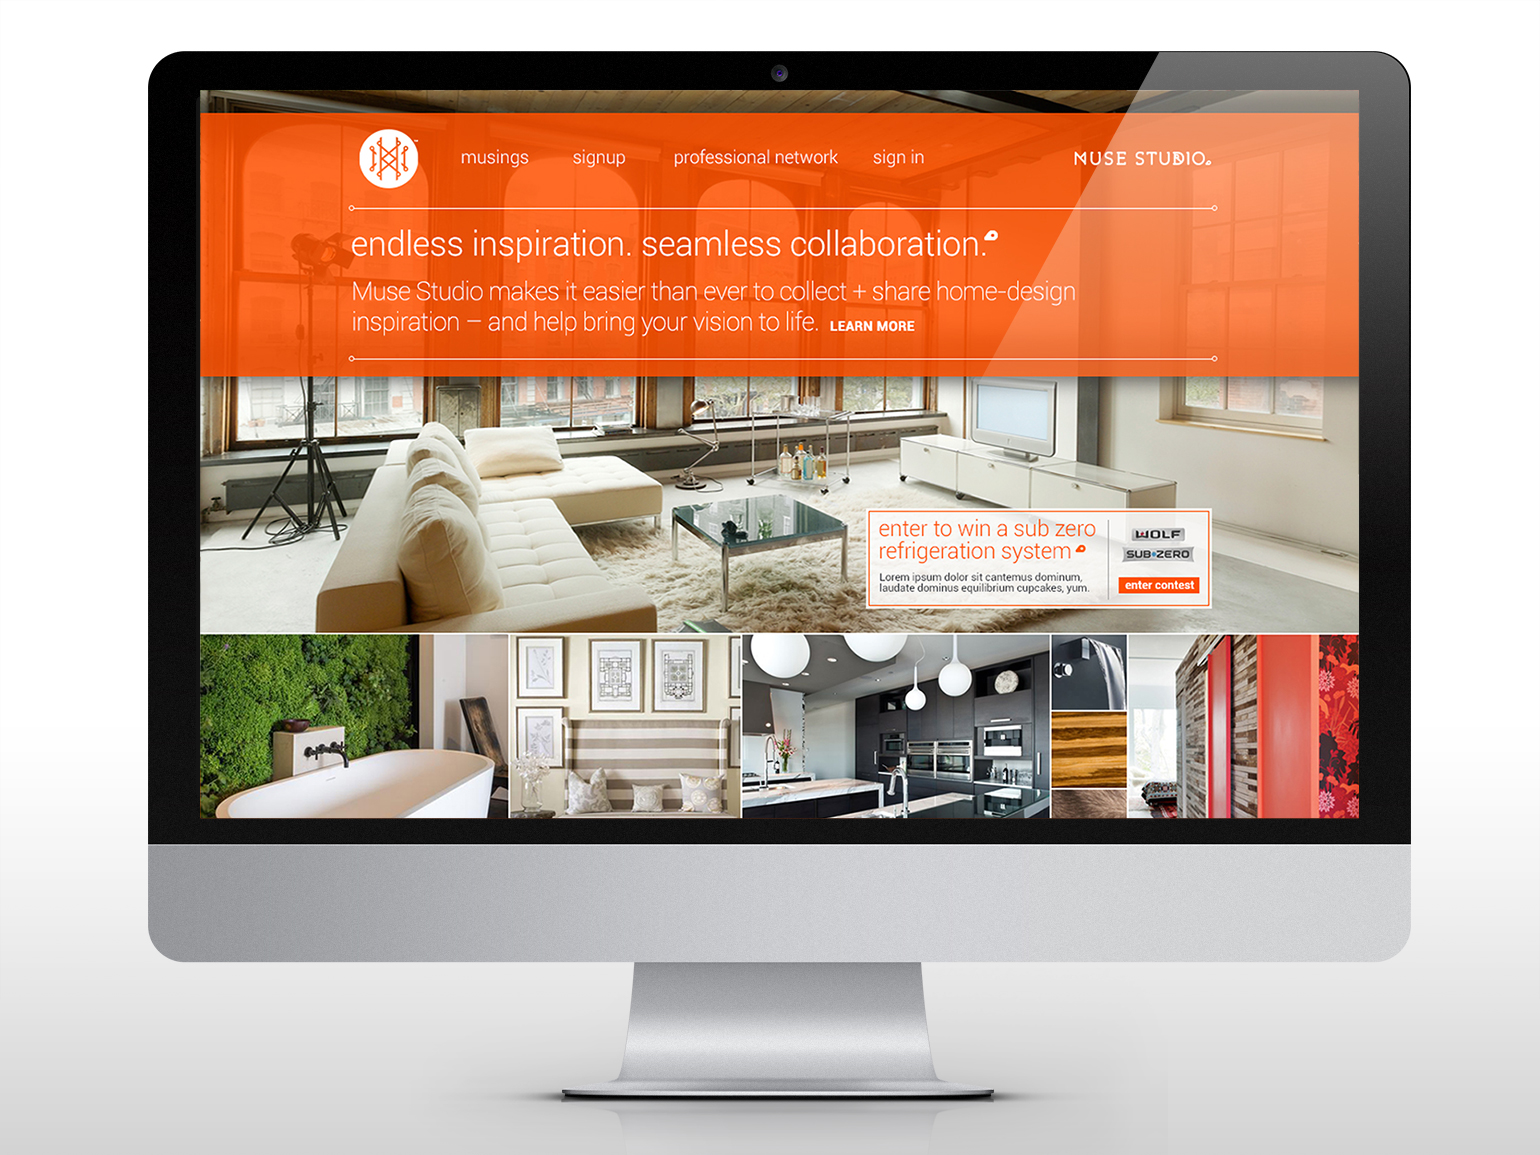 musings signup professional network sign in MUSE STUDIO
endless inspiration. seamless collaboration.
Muse Studio makes it easier than ever to collect + share home-design
inspiration – and help bring your vision to life. LEARN MORE
enter to win a sub zero
refrigeration system
Lorem ipsum dolor sit cantemus dominum,
laudate dominus equilibrium cupcakes, yum.
WOLF
SUB-ZERO
enter contest